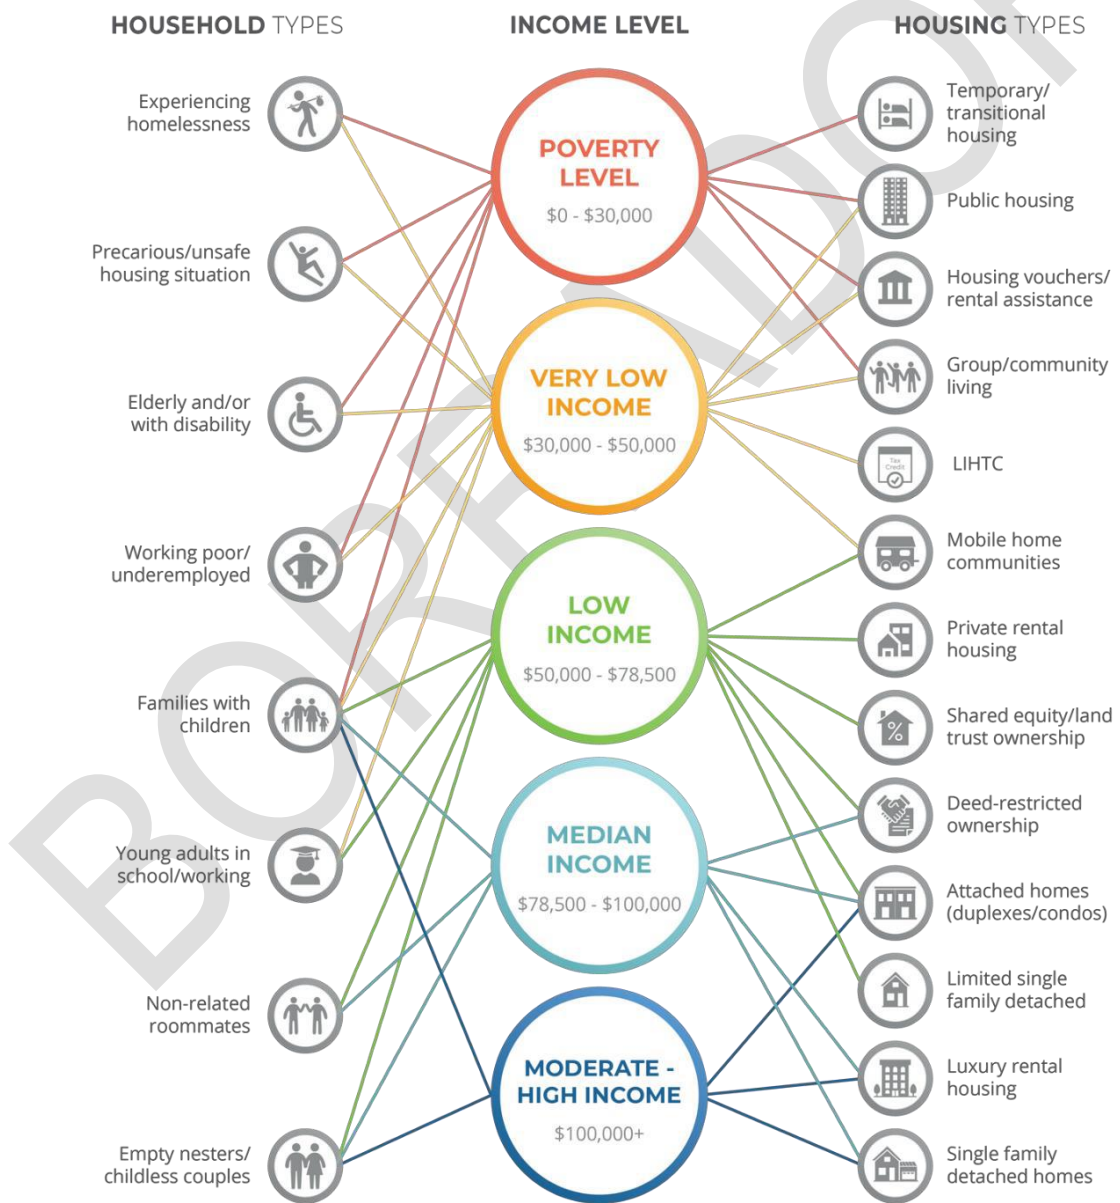 HOUSEHOLD TYPES
INCOME LEVEL
HOUSING TYPES
Experiencing
homelessness
Precarious/unsafe
housing situation
Elderly and/or
with disability
Working poor/
underemployed
Families with
children
Young adults in
school/working
Non-related
roommates
Empty nesters/
childless couples
POVERTY
LEVEL
$0 - $30,000
VERY LOW
INCOME
$30,000 - $50,000
LOW
INCOME
$50,000 - $78,500
MEDIAN
INCOME
$78,500 - $100,000
MODERATE -
HIGH INCOME
$100,000+
Temporary/
transitional
housing
Public housing
Housing vouchers/
rental assistance
Group/community
living
Tax
Credit
LIHTC
Mobile home
communities
Private rental
housing
%
Shared equity/land
trust ownership
Deed-restricted
ownership
Attached homes
(duplexes/condos)
Limited single
family detached
Luxury rental
housing
Single family
detached homes
BORRADOR